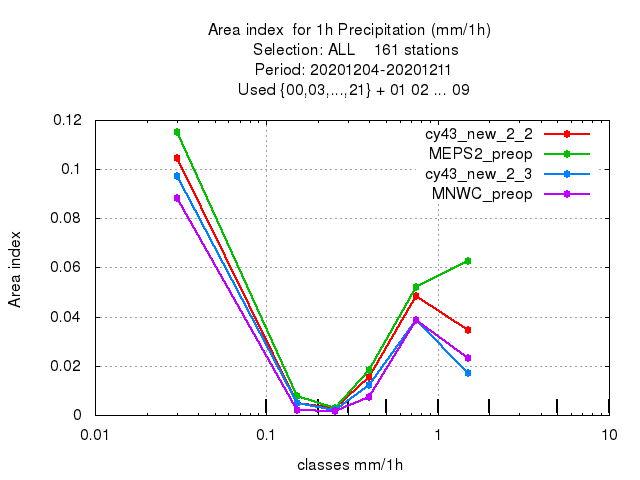 Area index  for 1h Precipitation (mm/1h)
Selection: ALL    161 stations
Period: 20201204-20201211
Used {00,03,...,21} + 01 02 ... 09
cy43_new_2_2
MEPS2_preop
cy43_new_2_3
MNWC_preop
Area index
0.12
0.1
0.08
0.06
0.04
0.02
0
0.01
0.1
1
10
classes mm/1h